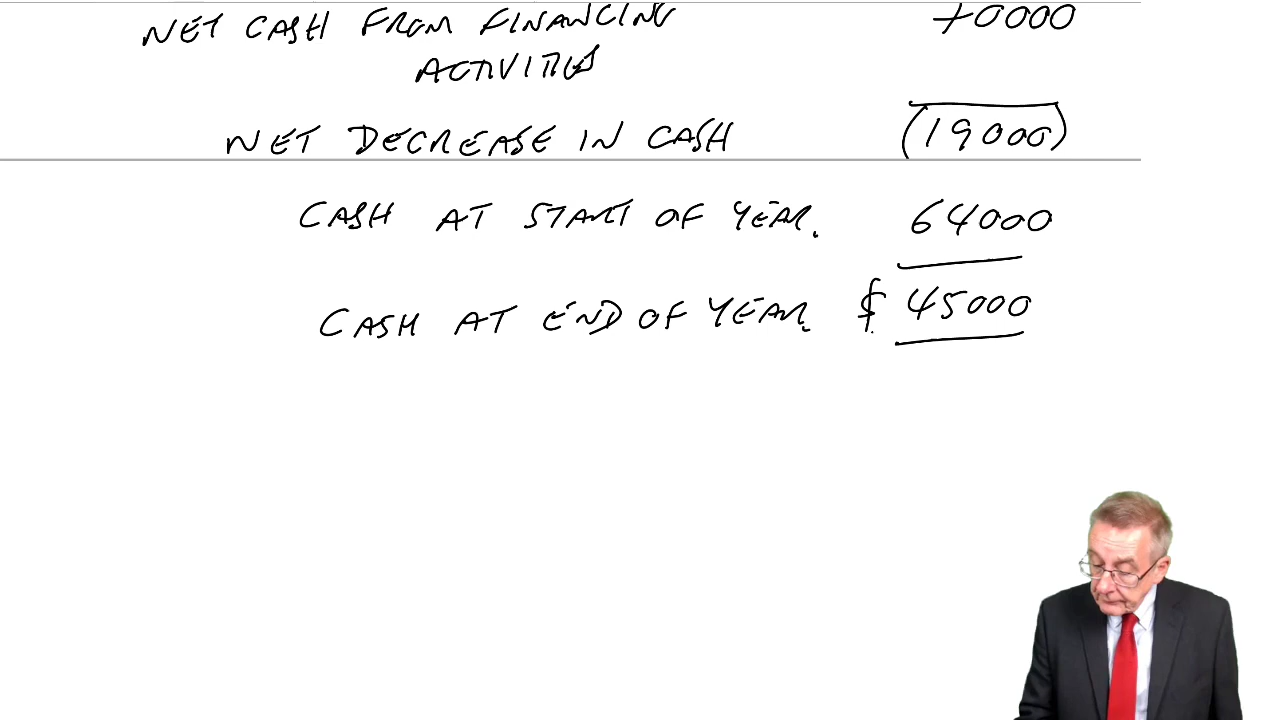 NET CASH FROM FINANCING 70000
ACTIVITIES
NET DECREASE IN CASH (19000)
CASH AT START OF YEAR. 64000
CASH AT END OF YEAR. $ 45000